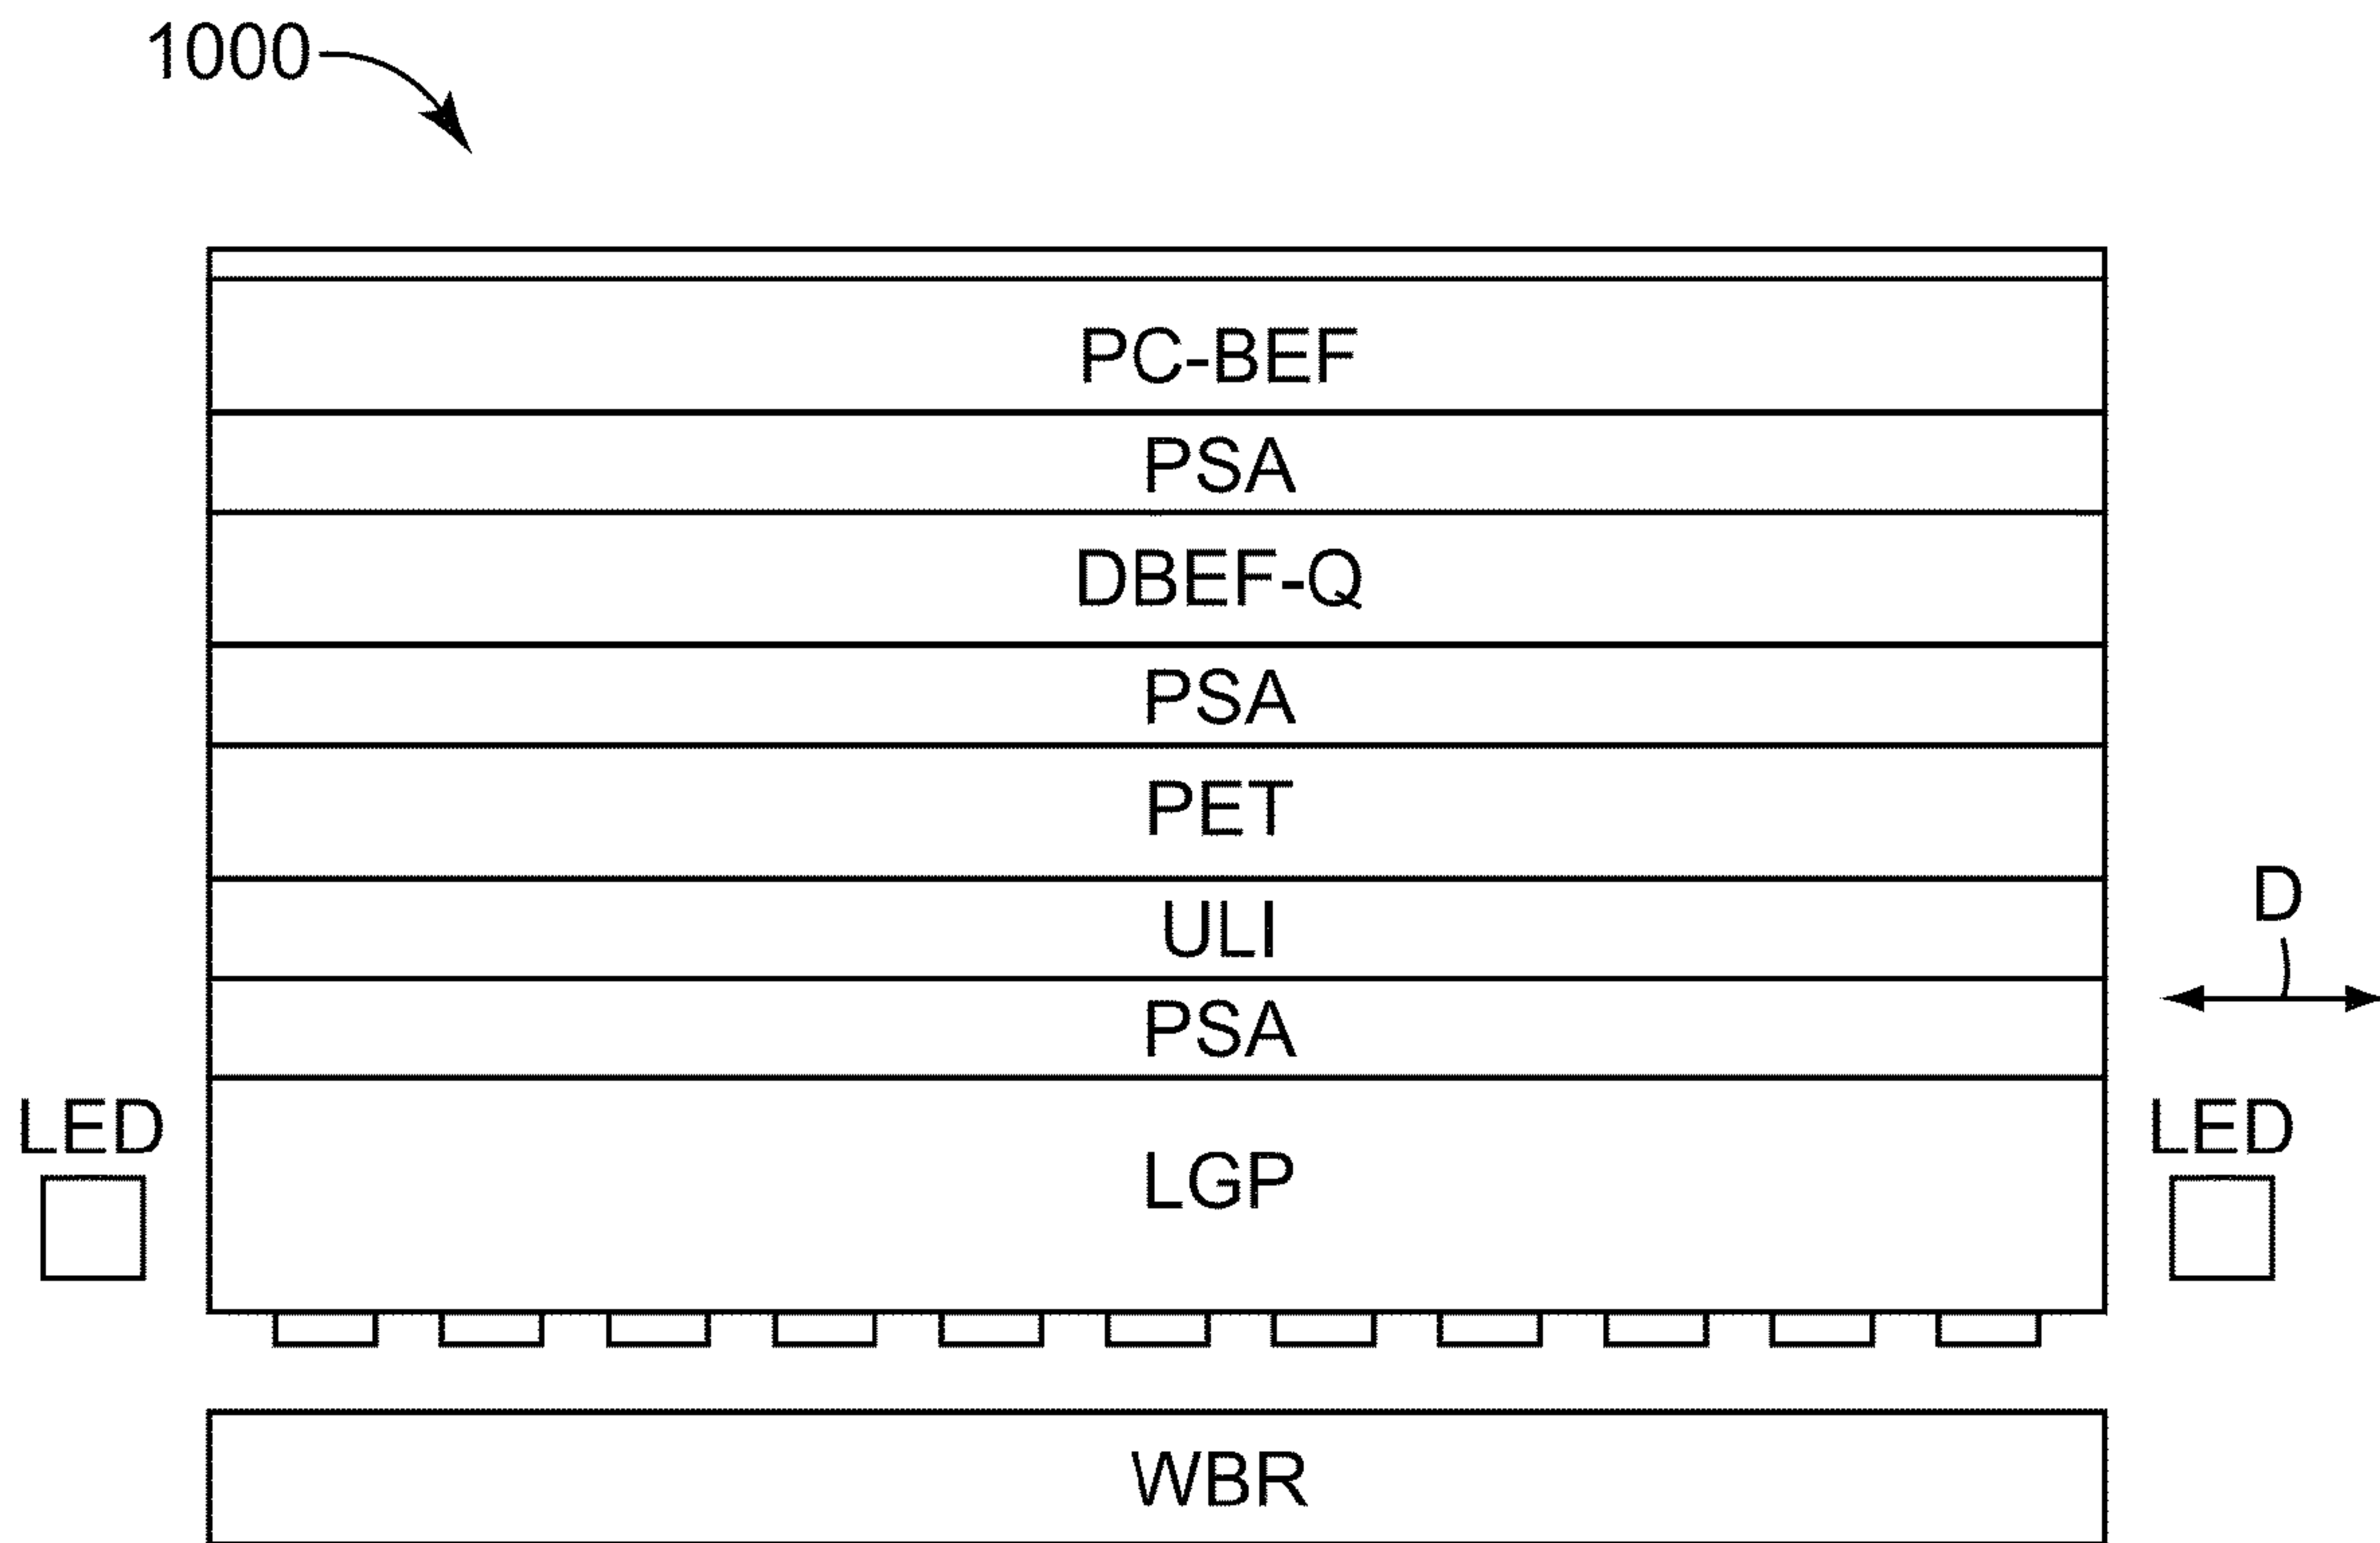 1000
PC-BEF
PSA
DBEF-Q
PSA
PET
ULI
D
PSA
LED
LED
LGP
WBR